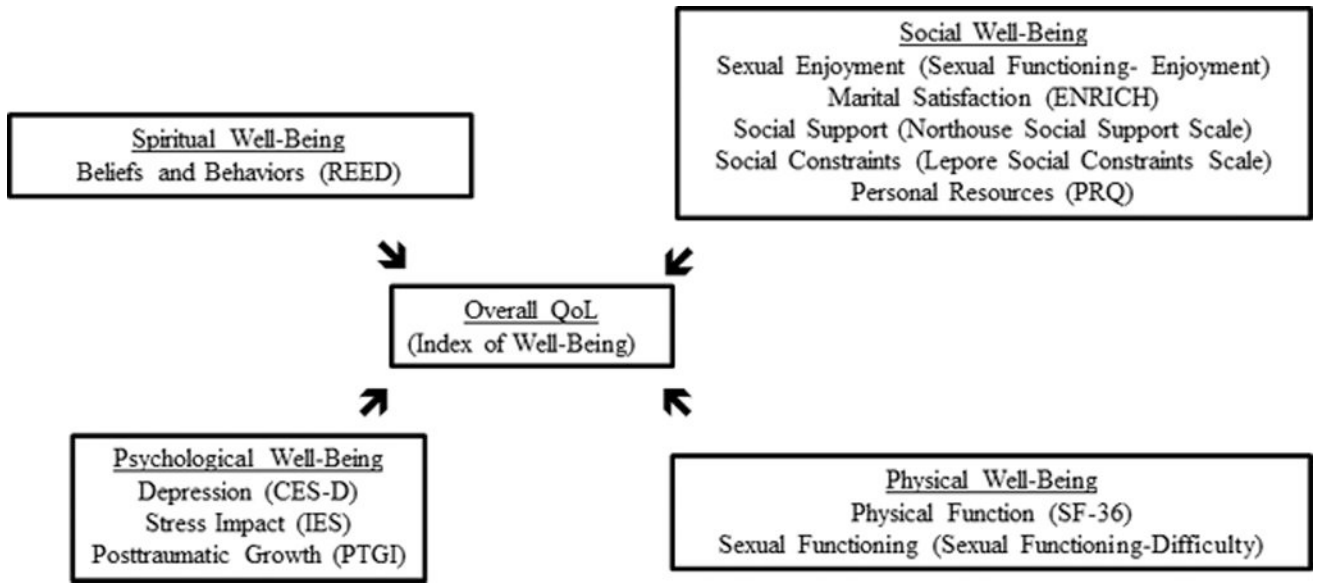 Spiritual Well-Being
Beliefs and Behaviors (REED)
Social Well-Being
Sexual Enjoyment (Sexual Functioning- Enjoyment)
Marital Satisfaction (ENRICH)
Social Support (Northouse Social Support Scale)
Social Constraints (Lepore Social Constraints Scale)
Personal Resources (PRQ)
Overall QoL
(Index of Well-Being)
Psychological Well-Being
Depression (CES-D)
Stress Impact (IES)
Posttraumatic Growth (PTGI)
Physical Well-Being
Physical Function (SF-36)
Sexual Functioning (Sexual Functioning-Difficulty)